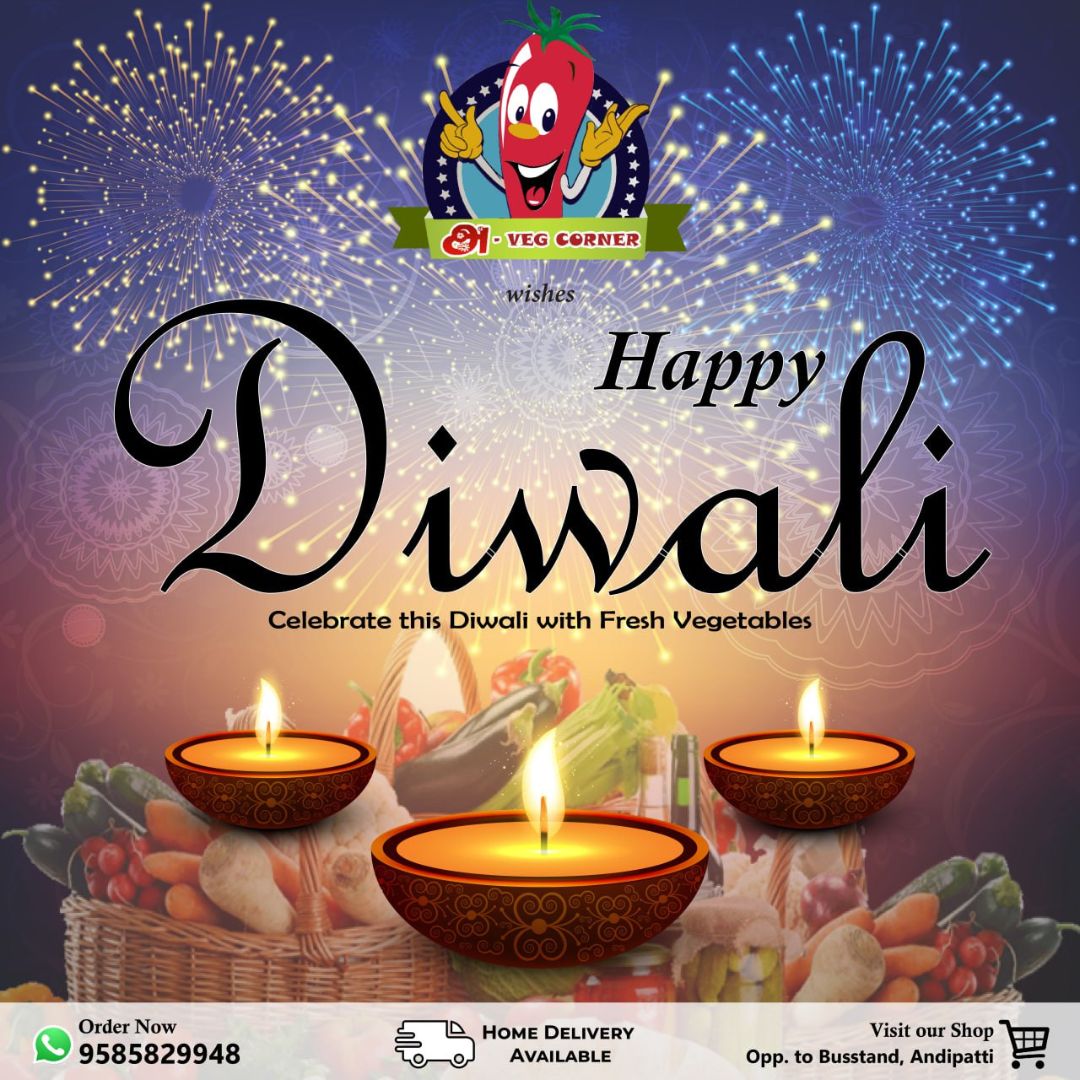 அ - VEG CORNER
wishes
Happy
Diwali
Celebrate this Diwali with Fresh Vegetables
Order Now
9585829948
HOME DELIVERY
AVAILABLE
Visit our Shop
Opp. to Busstand, Andipatti